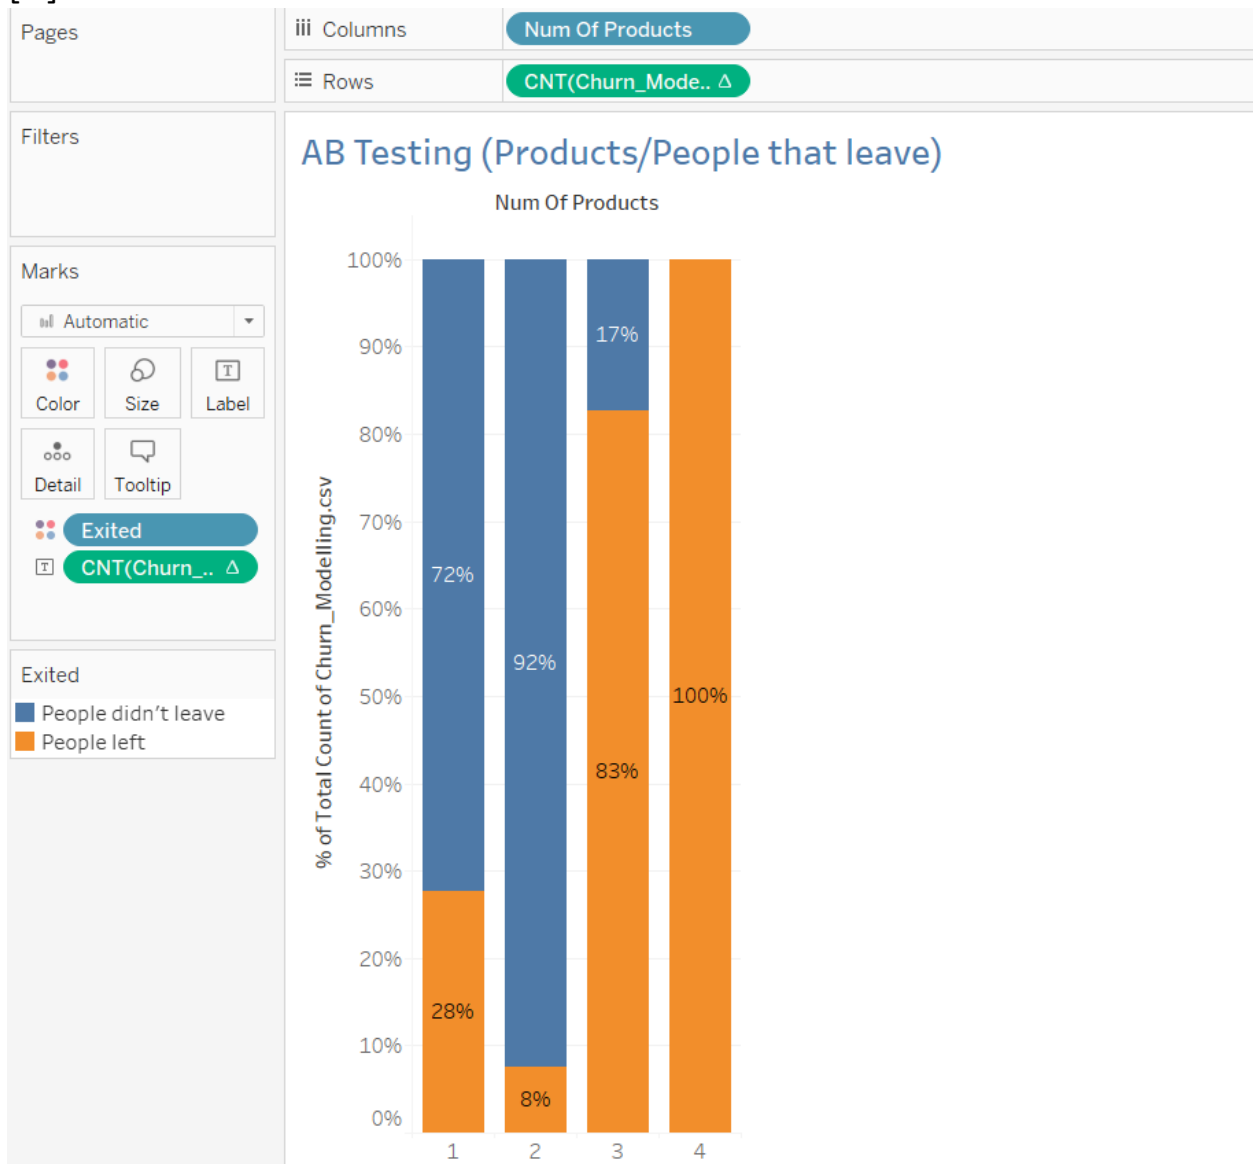 Pages
iii Columns
Num Of Products
Rows
CNT(Churn_Mode.. Δ
Filters
AB Testing (Products/People that leave)
Num Of Products
Marks
Automatic
Color
Size
Label
Detail
Tooltip
Exited
CNT(Churn_.. Δ
Exited
People didn't leave
People left
% of Total Count of Churn_Modelling.csv
100%
90%
80%
70%
60%
50%
40%
30%
20%
10%
0%
72%
28%
92%
8%
17%
83%
100%
1 2 3 4